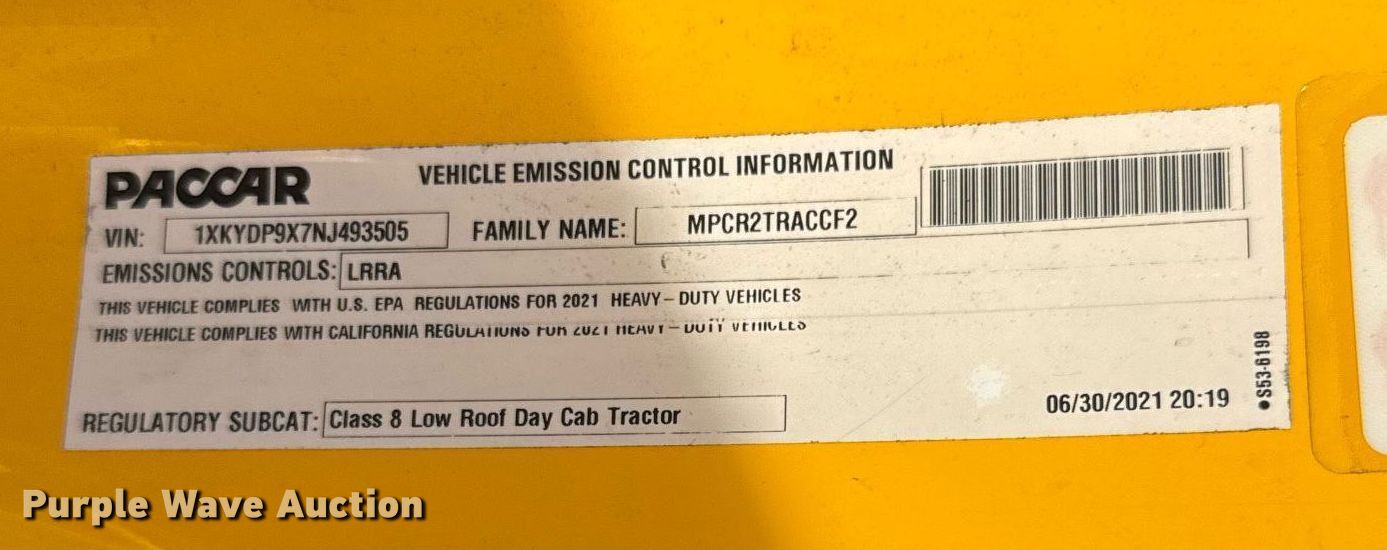 PACCAR VEHICLE EMISSION CONTROL INFORMATION
VIN: 1XKYDP9X7NJ493505 FAMILY NAME: MPCR2TRACCF2
EMISSIONS CONTROLS: LRRA
THIS VEHICLE COMPLIES WITH U.S. EPA REGULATIONS FOR 2021 HEAVY-DUTY VEHICLES
THIS VEHICLE COMPLIES WITH CALIFORNIA REGULATIONS FOR 2021 HEAVY-DUTY VEHICLES
REGULATORY SUBCAT: Class 8 Low Roof Day Cab Tractor
06/30/2021 20:19
●S53-6198
Purple Wave Auction